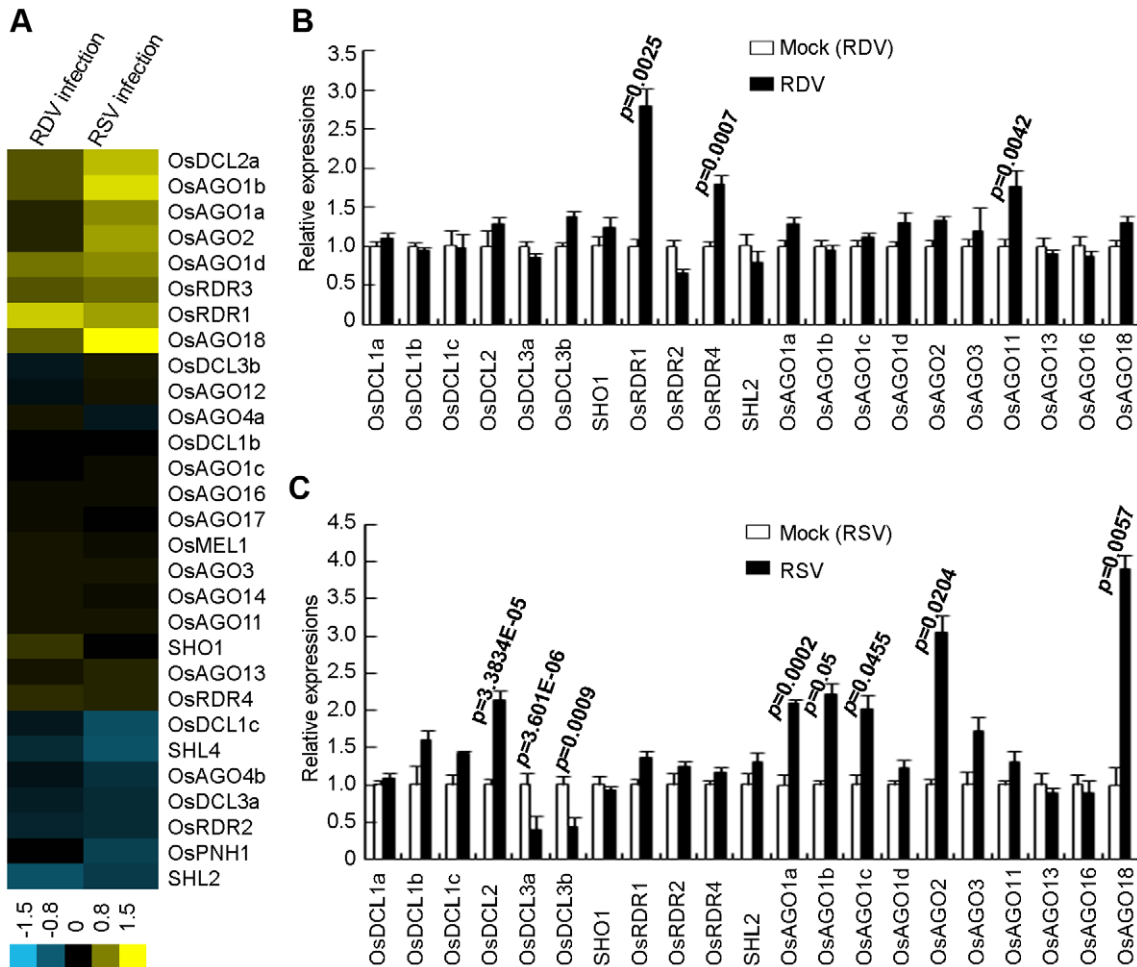 A
RDV infection
RSV infection
OsDCL2a
OsAGO1b
OsAGO1a
OsAGO2
OsAGO1d
OsRDR3
OsRDR1
OsAGO18
OsDCL3b
OsAGO12
OsAGO4a
OsDCL1b
OsAGO1c
OsAGO16
OsAGO17
OsMEL1
OsAGO3
OsAGO14
OsAGO11
SHO1
OsAGO13
OsRDR4
OsDCL1c
SHL4
OsAGO4b
OsDCL3a
OsRDR2
OsPNH1
SHL2
-1.5
-0.8
0
0.8
1.5
B
Mock (RDV)
RDV
Relative expressions
3.5
3.0
2.5
2.0
1.5
1.0
0.5
0
p=0.0025
p=0.0007
p=0.0042
OsDCL1a
OsDCL1b
OsDCL1c
OsDCL2
OsDCL3a
OsDCL3b
SHO1
OsRDR1
OsRDR2
OsRDR4
SHL2
OsAGO1a
OsAGO1b
OsAGO1c
OsAGO1d
OsAGO2
OsAGO3
OsAGO11
OsAGO13
OsAGO16
OsAGO18
C
Mock (RSV)
RSV
Relative expressions
4.5
4.0
3.5
3.0
2.5
2.0
1.5
1.0
0.5
0
p=3.3834E-05
p=3.601E-06
p=0.0009
p=0.0002
p=0.05
p=0.0455
p=0.0204
p=0.0057
OsDCL1a
OsDCL1b
OsDCL1c
OsDCL2
OsDCL3a
OsDCL3b
SHO1
OsRDR1
OsRDR2
OsRDR4
SHL2
OsAGO1a
OsAGO1b
OsAGO1c
OsAGO1d
OsAGO2
OsAGO3
OsAGO11
OsAGO13
OsAGO16
OsAGO18